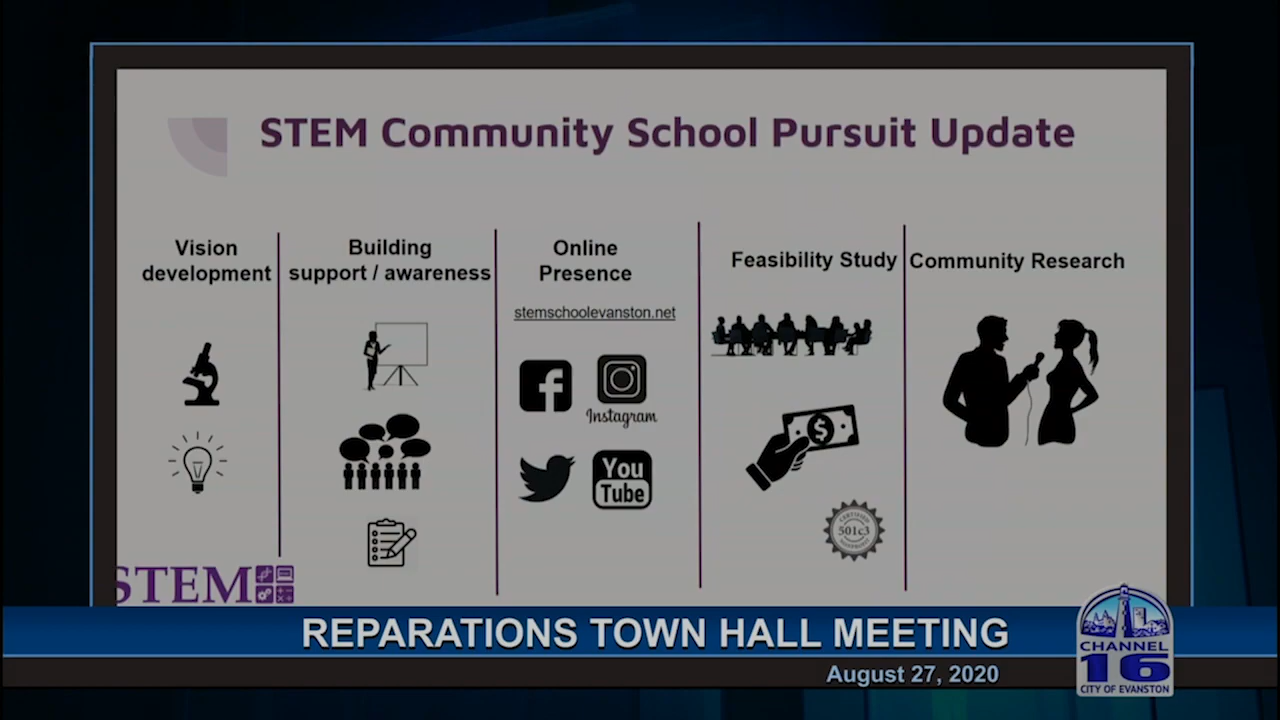 STEM Community School Pursuit Update
Vision
development
Building
support / awareness
Online
Presence
Feasibility Study
Community Research
stemschoolevanston.net
Instagram
You
Tube
CERTIFIED
501c3
STEM
REPARATIONS TOWN HALL MEETING
August 27, 2020
CHANNEL
16
CITY OF EVANSTON